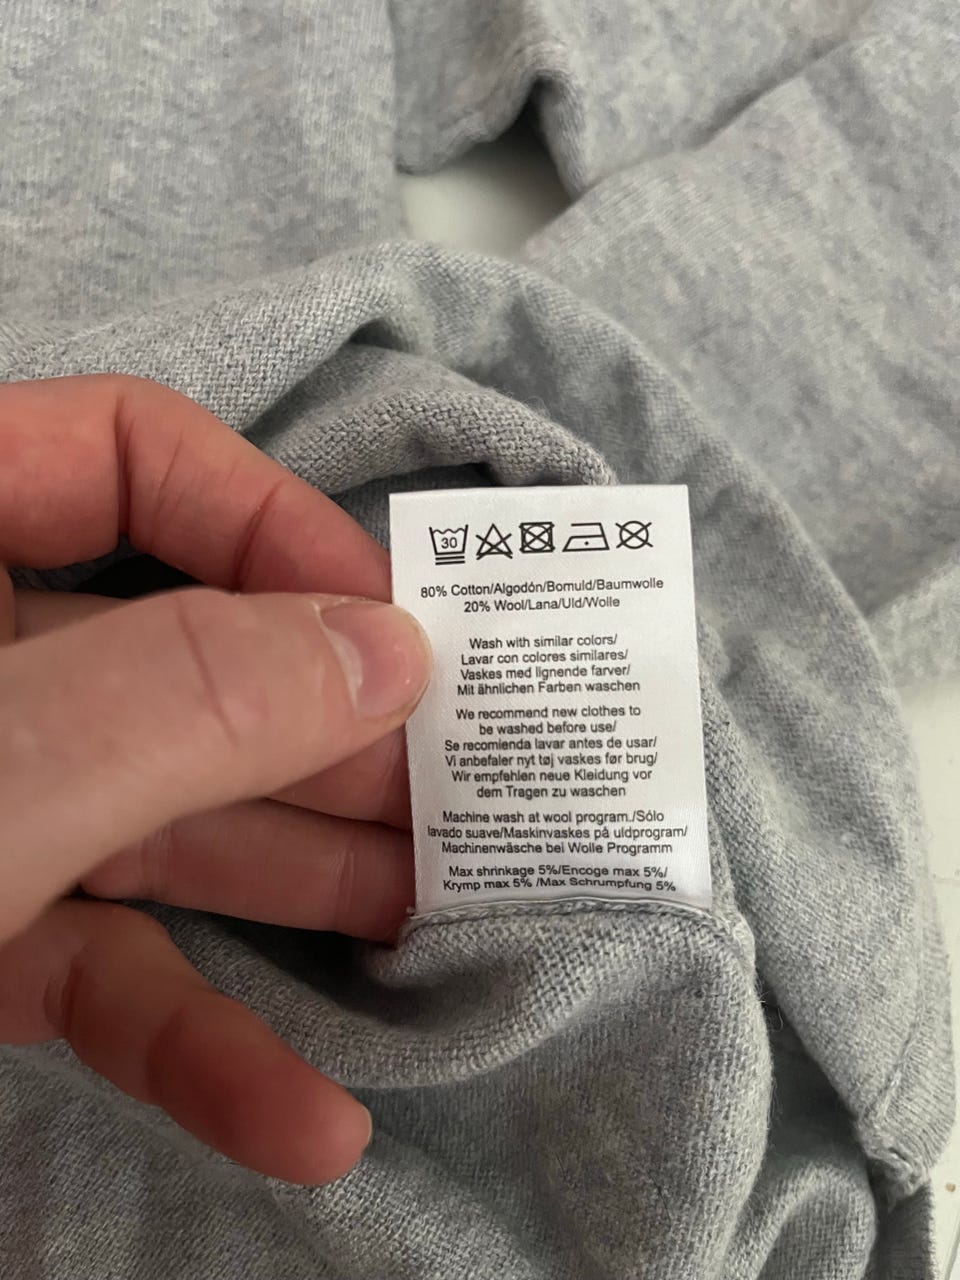 30
80% Cotton/Algodón/Bomuld/Baumwolle
20% Wool/Lana/Uld/Wolle
Wash with similar colors/
Lavar con colores similares/
Vaskes med lignende farver/
Mit ähnlichen Farben waschen
We recommend new clothes to
be washed before use/
Se recomienda lavar antes de usar/
Vi anbefaler nyt tøj vaskes før brug/
Wir empfehlen neue Kleidung vor
dem Tragen zu waschen
Machine wash at wool program./Sólo
lavado suave/Maskinvaskes på uldprogram/
Machinenwäsche bei Wolle Programm
Max shrinkage 5%/Encoge max 5%/
Krymp max 5% /Max Schrumpfung 5%